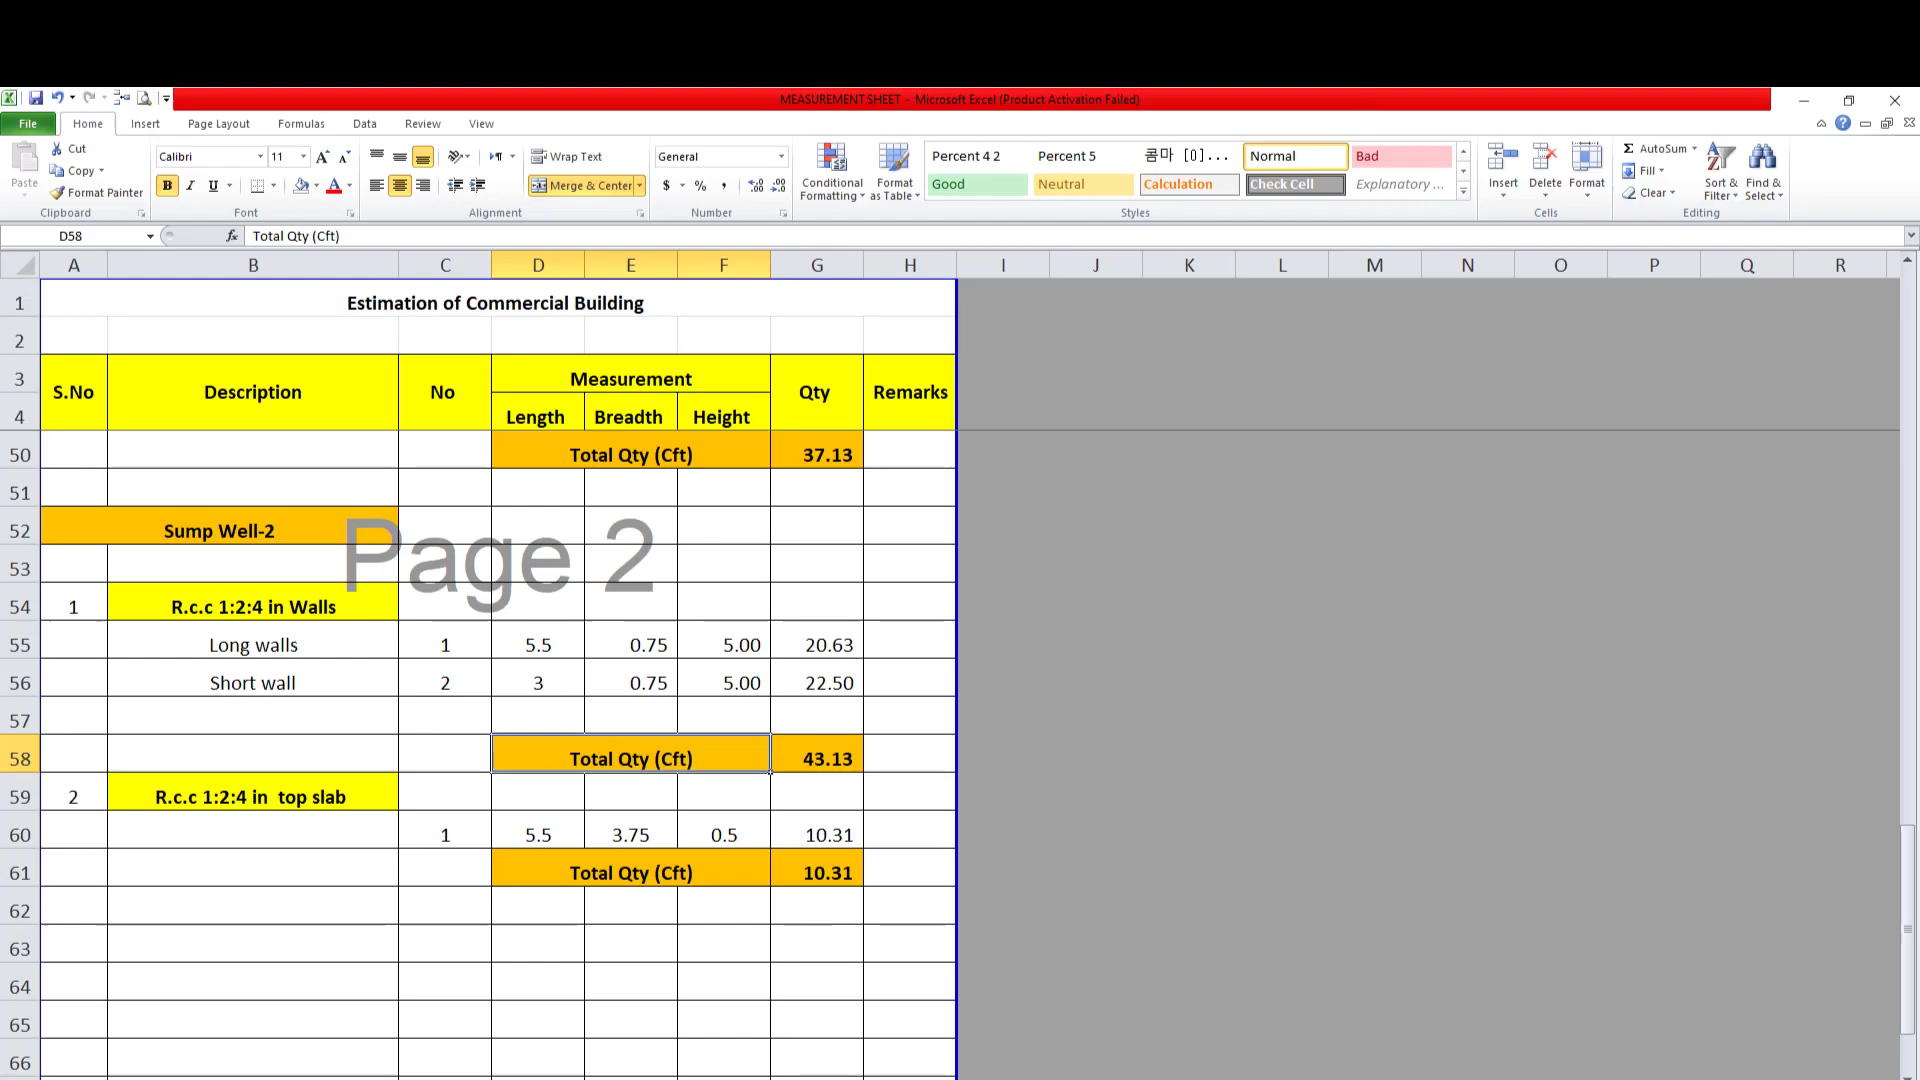 MEASUREMENT SHEET - Microsoft Excel (Product Activation Failed)
File Home Insert Page Layout Formulas Data Review View
Paste
Cut
Copy
Format Painter
Clipboard
Calibri 11
B I U
Font
Wrap Text
Merge & Center
Alignment
General
$ % ,
Number
Conditional Formatting
Format as Table
Percent 4 2 Percent 5 콤마 [0]... Normal Bad
Good Neutral Calculation Check Cell Explanatory ...
Styles
Insert Delete Format
Cells
Σ AutoSum
Fill
Clear
Sort & Filter
Find & Select
Editing
D58 fx Total Qty (Cft)
A B C D E F G H I J K L M N O P Q R
1 Estimation of Commercial Building
2
3 S.No Description No Measurement Qty Remarks
4 Length Breadth Height
50 Total Qty (Cft) 37.13
51
52 Sump Well-2
Page 2
53
54 1 R.c.c 1:2:4 in Walls
55 Long walls 1 5.5 0.75 5.00 20.63
56 Short wall 2 3 0.75 5.00 22.50
57
58 Total Qty (Cft) 43.13
59 2 R.c.c 1:2:4 in top slab
60 1 5.5 3.75 0.5 10.31
61 Total Qty (Cft) 10.31
62
63
64
65
66